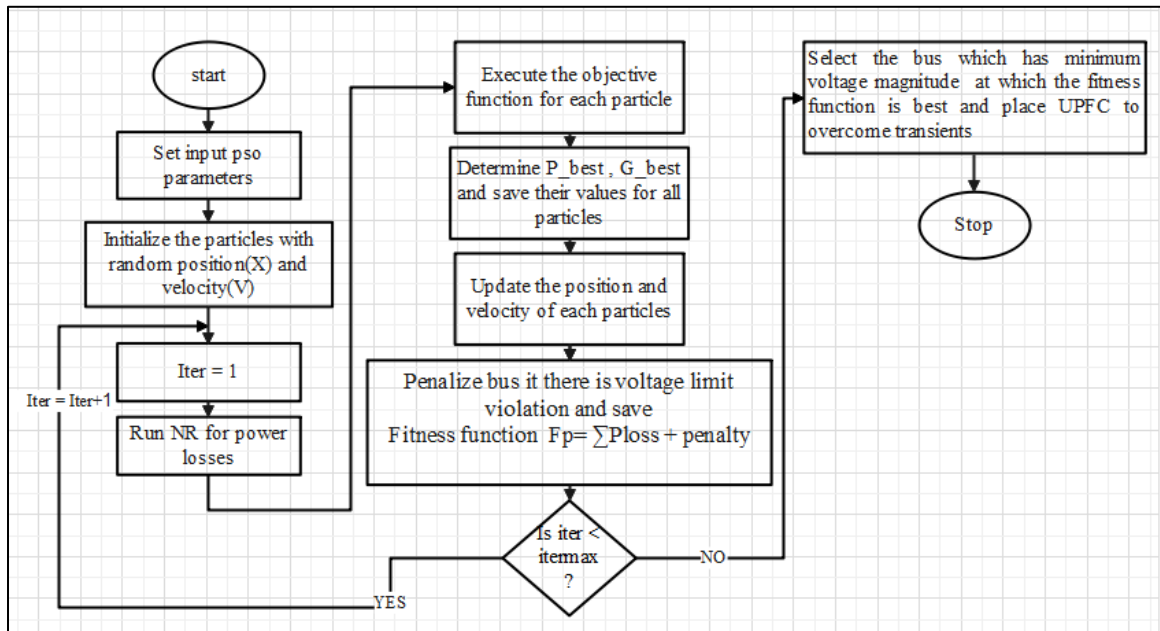 start
Set input pso
parameters
Initialize the particles with
random position(X) and
velocity(V)
Iter = 1
Iter = Iter+1
Run NR for power
losses
Execute the objective
function for each particle
Determine P_best , G_best
and save their values for all
particles
Update the position and
velocity of each particles
Penalize bus it there is voltage limit
violation and save
Fitness function Fp= ∑Ploss + penalty
Is iter <
itermax
?
YES
NO
Select the bus which has minimum
voltage magnitude at which the fitness
function is best and place UPFC to
overcome transients
Stop